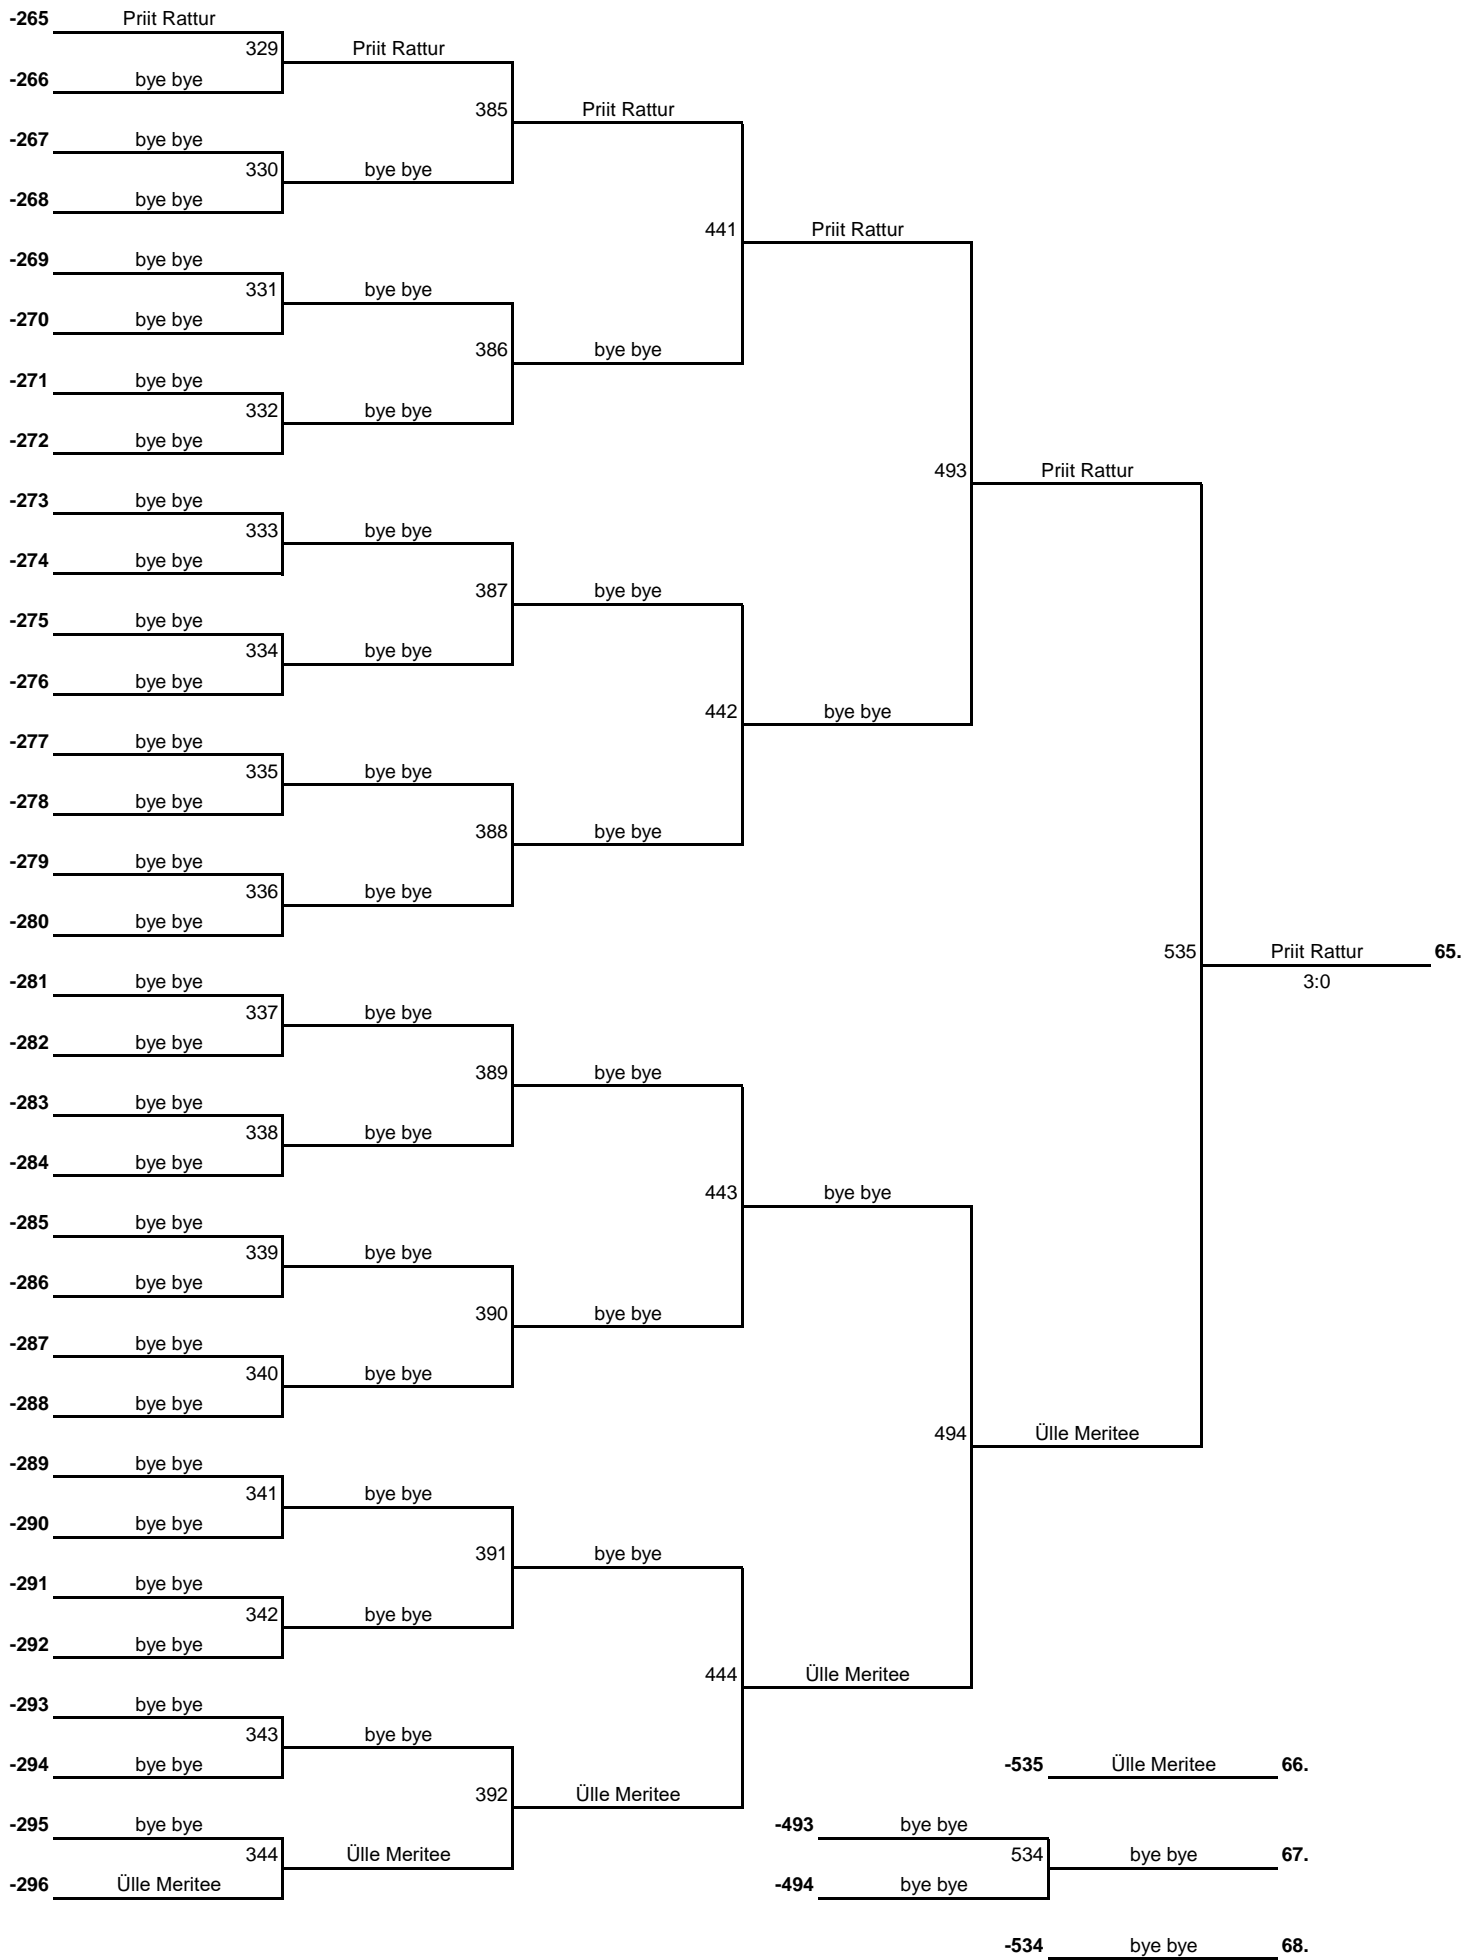 -265 Priit Rattur
329 Priit Rattur
-266 bye bye
385 Priit Rattur
-267 bye bye
330 bye bye
-268 bye bye
441 Priit Rattur
-269 bye bye
331 bye bye
-270 bye bye
386 bye bye
-271 bye bye
332 bye bye
-272 bye bye
493 Priit Rattur
-273 bye bye
333 bye bye
-274 bye bye
387 bye bye
-275 bye bye
334 bye bye
-276 bye bye
442 bye bye
-277 bye bye
335 bye bye
-278 bye bye
388 bye bye
-279 bye bye
336 bye bye
-280 bye bye
535 Priit Rattur 65.
-281 bye bye
3:0
337 bye bye
-282 bye bye
389 bye bye
-283 bye bye
338 bye bye
-284 bye bye
443 bye bye
-285 bye bye
339 bye bye
-286 bye bye
390 bye bye
-287 bye bye
340 bye bye
-288 bye bye
494 Ülle Meritee
-289 bye bye
341 bye bye
-290 bye bye
391 bye bye
-291 bye bye
342 bye bye
-292 bye bye
444 Ülle Meritee
-293 bye bye
343 bye bye
-294 bye bye -535 Ülle Meritee 66.
392 Ülle Meritee
-295 bye bye -493 bye bye
344 Ülle Meritee 534 bye bye 67.
-296 Ülle Meritee -494 bye bye
-534 bye bye 68.